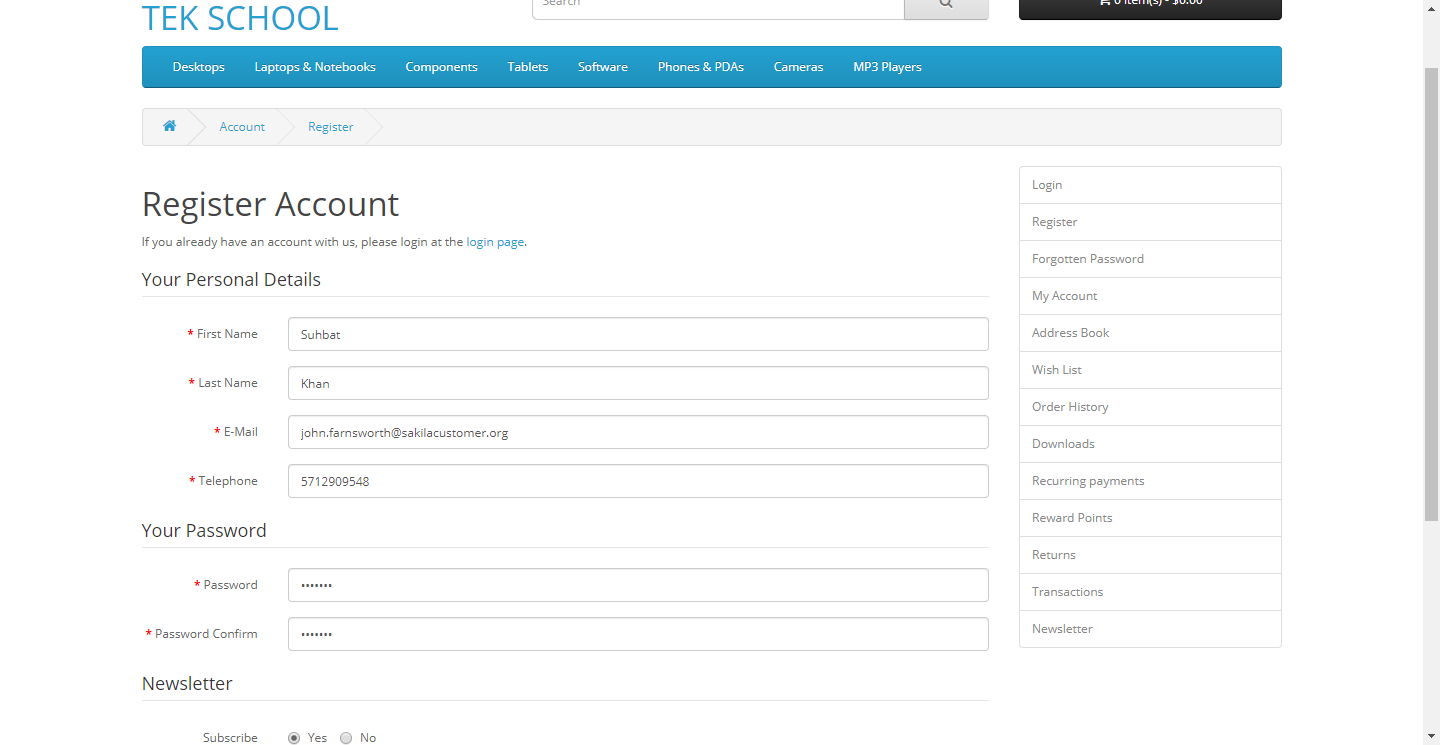 TEK SCHOOL
Search
0 item(s) - $0.00
Desktops Laptops & Notebooks Components Tablets Software Phones & PDAs Cameras MP3 Players
Account Register
Register Account
If you already have an account with us, please login at the login page.
Your Personal Details
* First Name Suhbat
* Last Name Khan
* E-Mail john.farnsworth@sakilacustomer.org
* Telephone 5712909548
Your Password
* Password •••••••
* Password Confirm •••••••
Newsletter
Subscribe Yes No
Login
Register
Forgotten Password
My Account
Address Book
Wish List
Order History
Downloads
Recurring payments
Reward Points
Returns
Transactions
Newsletter